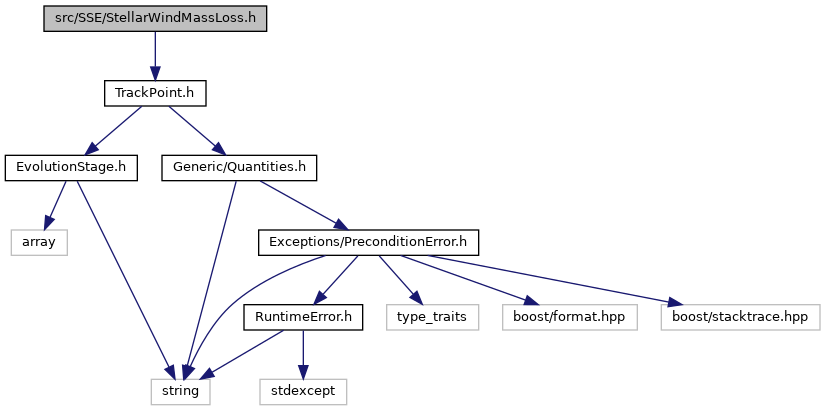 src/SSE/StellarWindMassLoss.h
TrackPoint.h
EvolutionStage.h
Generic/Quantities.h
array
Exceptions/PreconditionError.h
RuntimeError.h
type_traits
boost/format.hpp
boost/stacktrace.hpp
string
stdexcept